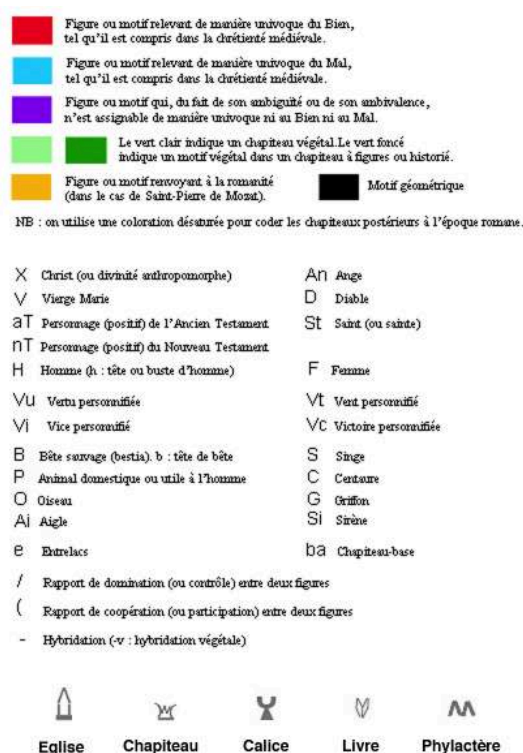 Figure ou motif relevant de manière univoque du Bien,
tel qu'il est compris dans la chrétienté médiévale.
Figure ou motif relevant de manière univoque du Mal,
tel qu'il est compris dans la chrétienté médiévale.
Figure ou motif qui, du fait de son ambiguité ou de son ambivalence,
n'est assignable de manière univoque ni au Bien ni au Mal.
Le vert clair indique un chapiteau végétal.Le vert foncé
indique un motif végétal dans un chapiteau à figures ou historié.
Figure ou motif renvoyant à la romanité
(dans le cas de Saint-Pierre de Mozat).
Motif géométrique
NB : on utilise une coloration désaturée pour coder les chapiteaux postérieurs à l'époque romane.
X Christ (ou divinité anthropomorphe)
An Ange
V Vierge Marie
D Diable
aT Personnage (positif) de l'Ancien Testament
St Saint (ou sainte)
nT Personnage (positif) du Nouveau Testament
H Homme (h : tête ou buste d'homme)
F Femme
Vu Vertu personnifiée
Vt Vent personnifié
Vi Vice personnifié
Vc Victoire personnifiée
B Bête sauvage (bestia). b : tête de bête
S Singe
P Animal domestique ou utile à l'homme
C Centaure
O Oiseau
G Griffon
Ai Aigle
Si Sirène
e Entrelacs
ba Chapiteau-base
/ Rapport de domination (ou contrôle) entre deux figures
( Rapport de coopération (ou participation) entre deux figures
- Hybridation (-v : hybridation végétale)
Eglise Chapiteau Calice Livre Phylactère